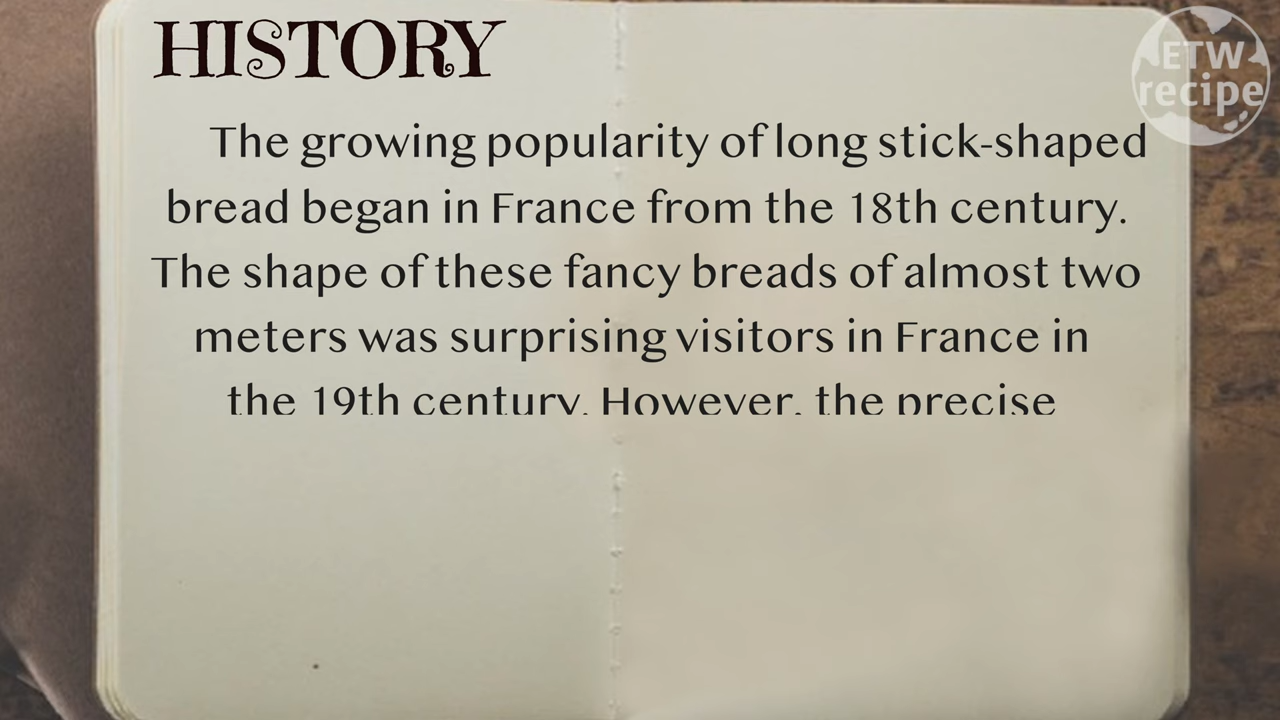 HISTORY
ETW
recipe
The growing popularity of long stick-shaped
bread began in France from the 18th century.
The shape of these fancy breads of almost two
meters was surprising visitors in France in
the 19th century. However, the precise